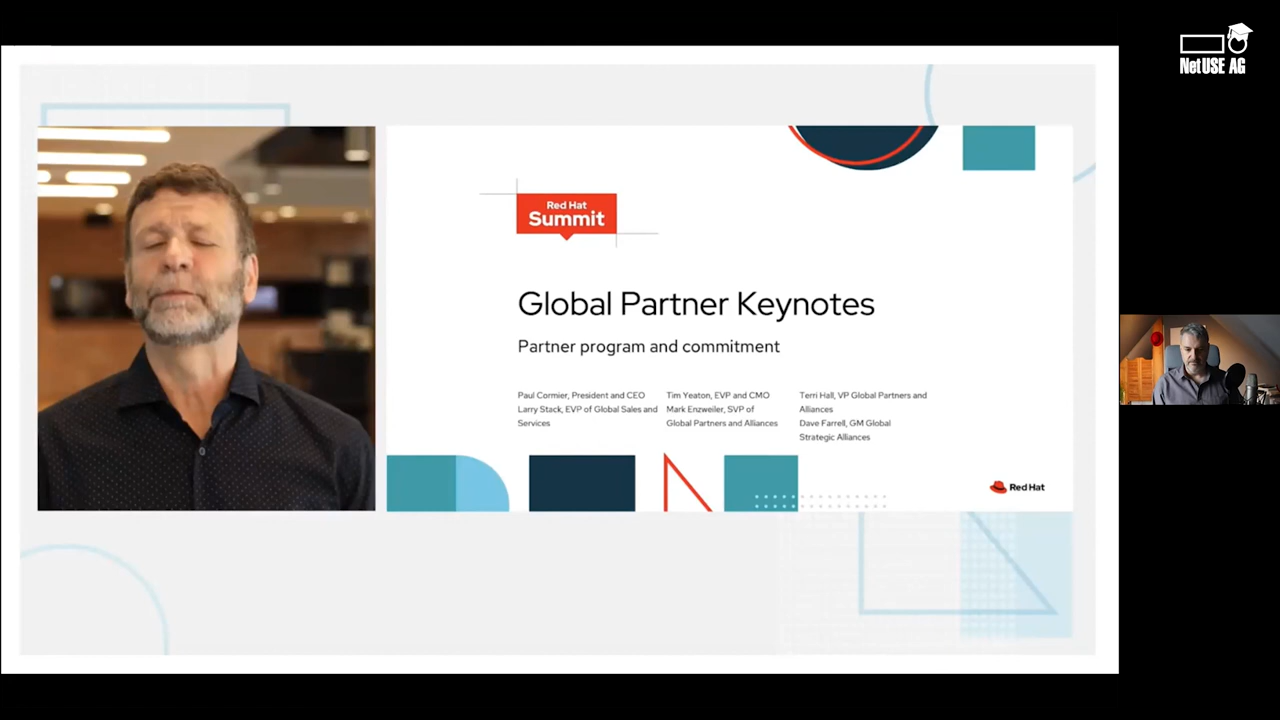 NetUSE AG
Red Hat
Summit
Global Partner Keynotes
Partner program and commitment
Paul Cormier, President and CEO
Larry Stack, EVP of Global Sales and
Services
Tim Yeaton, EVP and CMO
Mark Enzweiler, SVP of
Global Partners and Alliances
Terri Hall, VP Global Partners and
Alliances
Dave Farrell, GM Global
Strategic Alliances
Red Hat